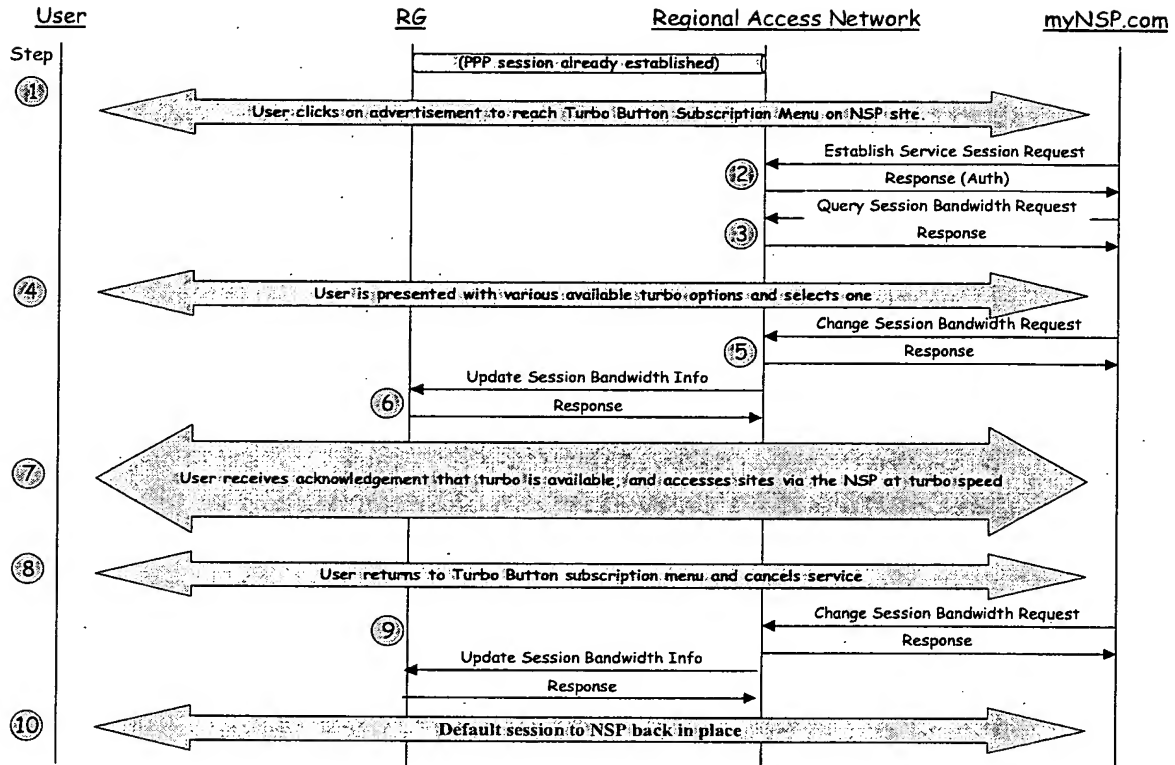 User RG Regional Access Network myNSP.com
Step
(PPP session already established)
1
User clicks on advertisement to reach Turbo Button Subscription Menu on NSP site.
Establish Service Session Request
2
Response (Auth)
Query Session Bandwidth Request
3
Response
4
User is presented with various available turbo options and selects one
Change Session Bandwidth Request
5
Response
Update Session Bandwidth Info
6
Response
7
User receives acknowledgement that turbo is available, and accesses sites via the NSP at turbo speed
8
User returns to Turbo Button subscription menu and cancels service
Change Session Bandwidth Request
9
Response
Update Session Bandwidth Info
Response
10
Default session to NSP back in place